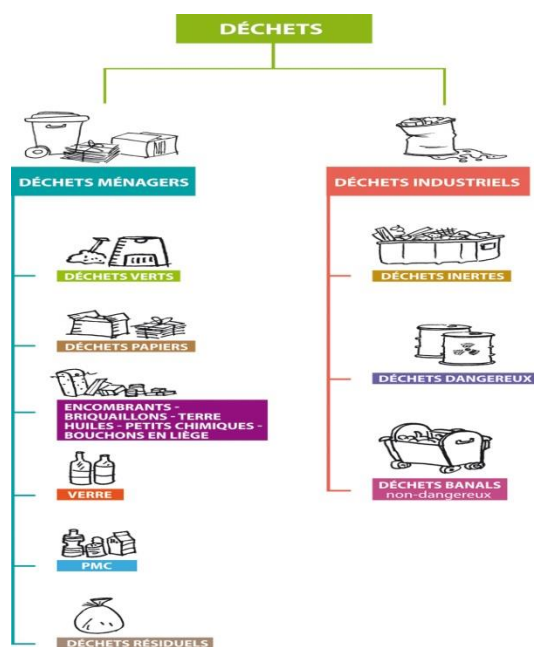 DÉCHETS
DÉCHETS MÉNAGERS
DÉCHETS VERTS
DÉCHETS PAPIERS
ENCOMBRANTS -
BRIQUAILLONS - TERRE
HUILES - PETITS CHIMIQUES -
BOUCHONS EN LIÈGE
VERRE
PMC
DÉCHETS RÉSIDUELS
DÉCHETS INDUSTRIELS
DÉCHETS INERTES
DÉCHETS DANGEREUX
DÉCHETS BANALS
non-dangereux